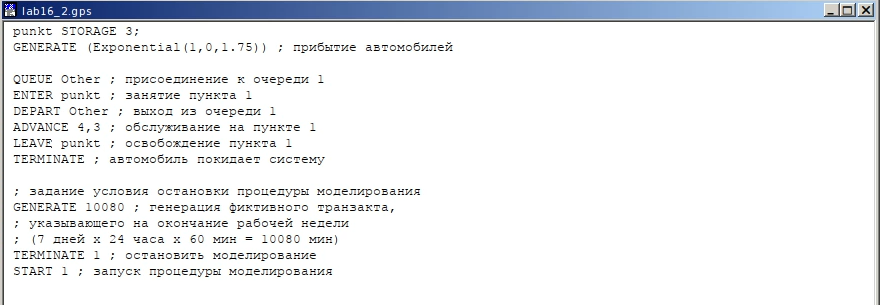 lab16_2.gps
punkt STORAGE 3;
GENERATE (Exponential(1,0,1.75)) ; прибытие автомобилей
QUEUE Other ; присоединение к очереди 1
ENTER punkt ; занятие пункта 1
DEPART Other ; выход из очереди 1
ADVANCE 4,3 ; обслуживание на пункте 1
LEAVE punkt ; освобождение пункта 1
TERMINATE ; автомобиль покидает систему
; задание условия остановки процедуры моделирования
GENERATE 10080 ; генерация фиктивного транзакта,
; указывающего на окончание рабочей недели
; (7 дней x 24 часа x 60 мин = 10080 мин)
TERMINATE 1 ; остановить моделирование
START 1 ; запуск процедуры моделирования